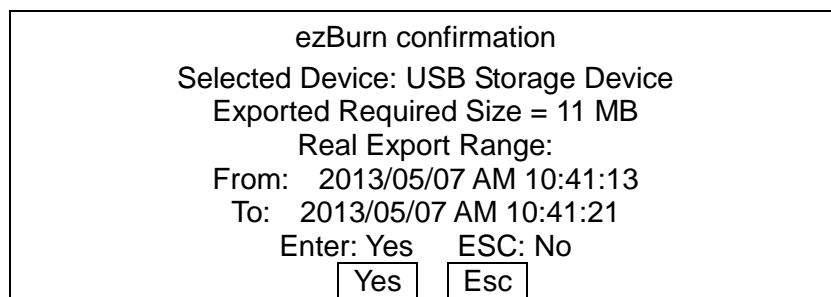 ezBurn confirmation
Selected Device: USB Storage Device
Exported Required Size = 11 MB
Real Export Range:
From:   2013/05/07 AM 10:41:13
To:   2013/05/07 AM 10:41:21
Enter: Yes     ESC: No
Yes   Esc